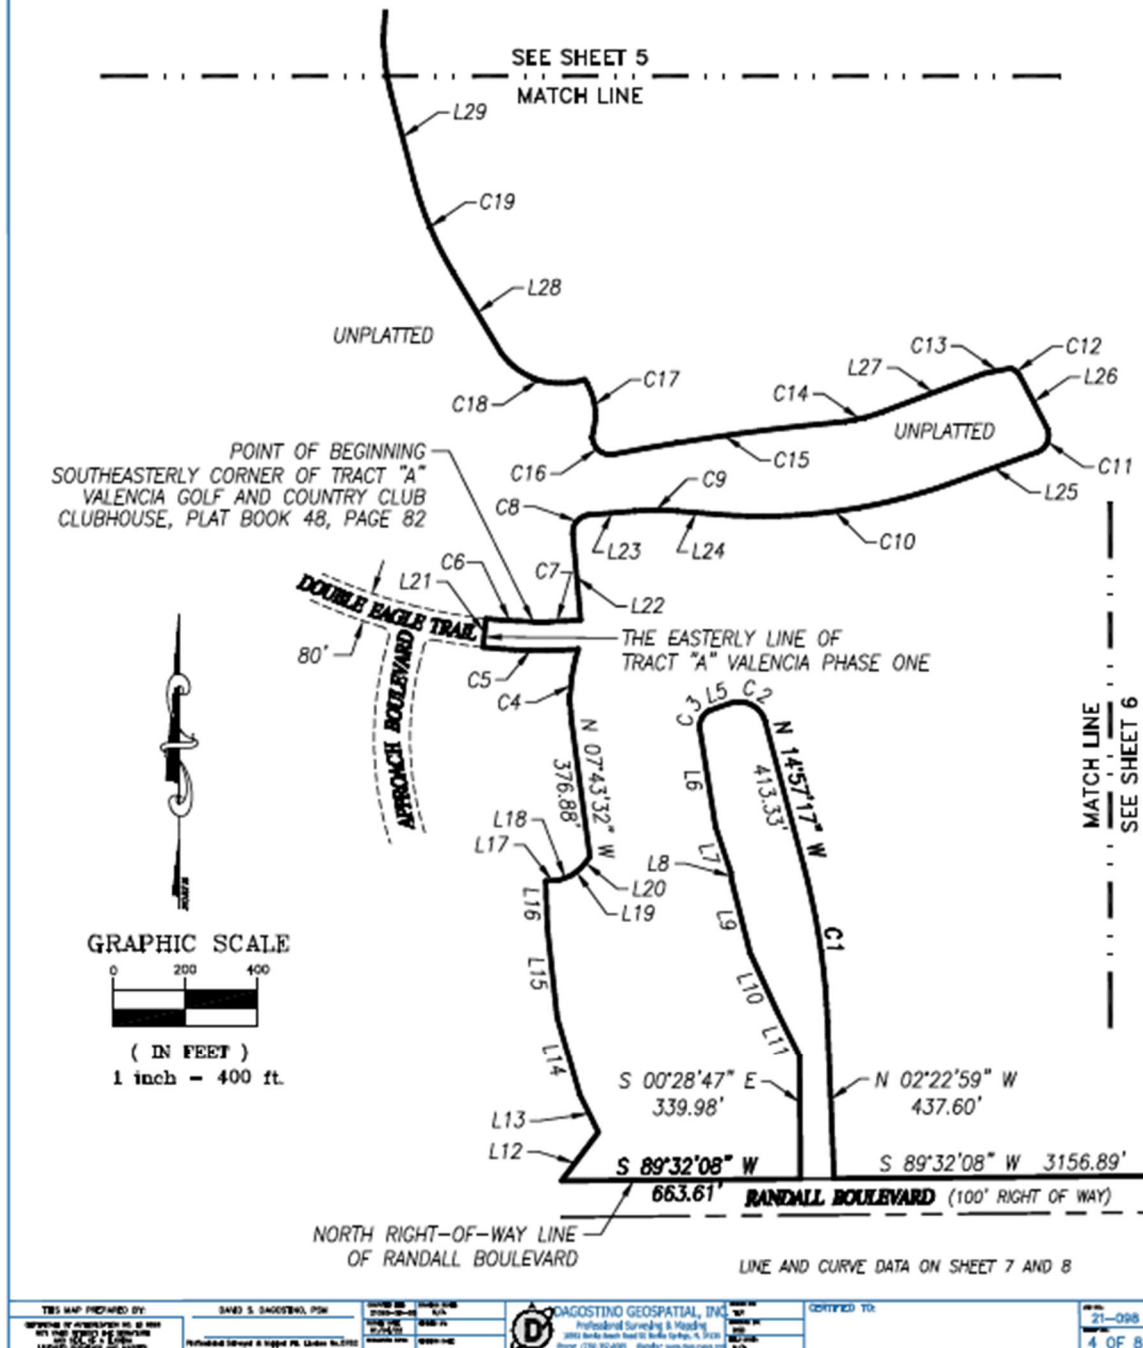 SEE SHEET 5
MATCH LINE
L29
C19
L28
UNPLATTED
C13
C12
L27
L26
C17
C18
C14
UNPLATTED
C15
C16
C11
L25
POINT OF BEGINNING
SOUTHEASTERLY CORNER OF TRACT "A"
VALENCIA GOLF AND COUNTRY CLUB
CLUBHOUSE, PLAT BOOK 48, PAGE 82
C9
C8
C10
L23
L24
C6
C7
L21
L22
DOUBLE EAGLE TRAIL
80'
APPROACH BOULEVARD
THE EASTERLY LINE OF
TRACT "A" VALENCIA PHASE ONE
C5
C4
C3
L5
C2
N 07°43'32" W
376.88'
N 14°57'17" W
413.33'
L6
MATCH LINE
SEE SHEET 6
L18
L17
L7
L8
L20
L19
L16
L9
C1
NORTH
GRAPHIC SCALE
0 200 400
( IN FEET )
1 inch = 400 ft.
L15
L10
L14
L11
S 00°28'47" E
339.98'
N 02°22'59" W
437.60'
L13
L12
S 89°32'08" W
663.61'
S 89°32'08" W 3156.89'
RANDALL BOULEVARD (100' RIGHT OF WAY)
NORTH RIGHT-OF-WAY LINE
OF RANDALL BOULEVARD
LINE AND CURVE DATA ON SHEET 7 AND 8
THIS MAP PREPARED BY:
DAVID S. DAGOSTINO, PSM
D
DAGOSTINO GEOSPATIAL, INC.
Professional Surveying & Mapping
CERTIFIED TO:
21-098
4 OF 8